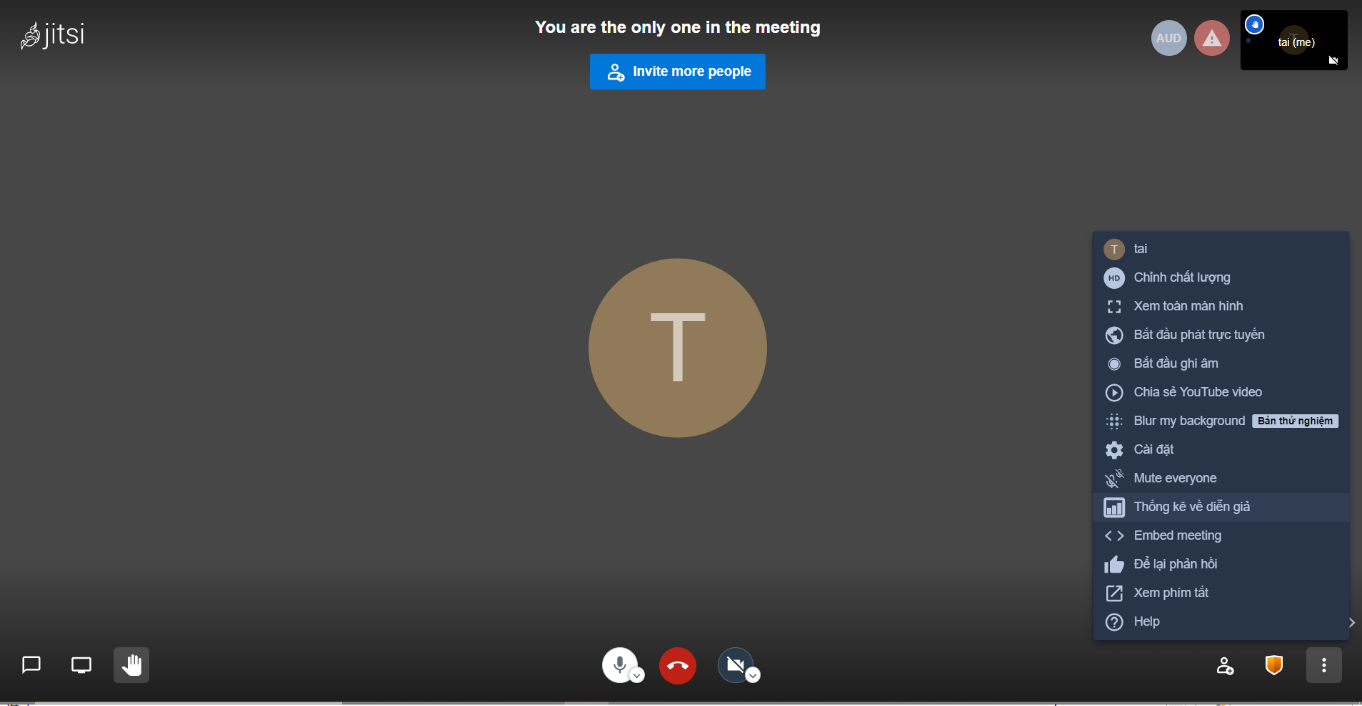 jitsi
You are the only one in the meeting
Invite more people
AUD
tai (me)
T
T
tai
HD
Chỉnh chất lượng
Xem toàn màn hình
Bắt đầu phát trực tuyến
Bắt đầu ghi âm
Chia sẻ YouTube video
Blur my background
Bản thử nghiệm
Cài đặt
Mute everyone
Thống kê về diễn giả
Embed meeting
Để lại phản hồi
Xem phím tắt
Help